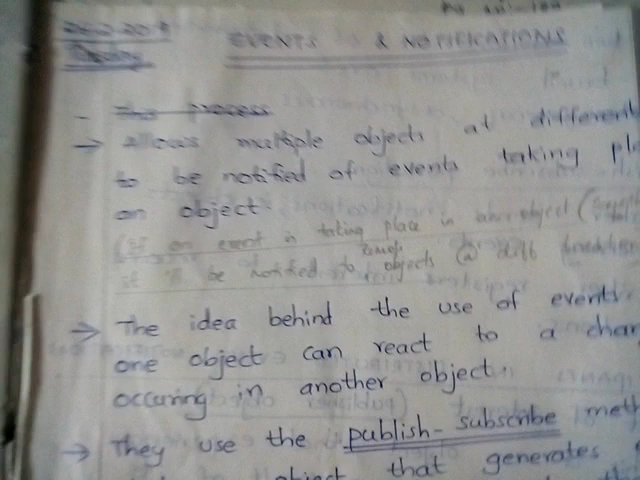 EVENTS & NOTIFICATIONS
- The process
→ allows multiple objects at different
to be notified of events taking pla
an object.
(If an event is taking place in an object (
it'll be notified to objects @ diff
→ The idea behind the use of events
one object can react to a chan
occuring in another object.
→ They use the publish-subscribe meth
object that generates